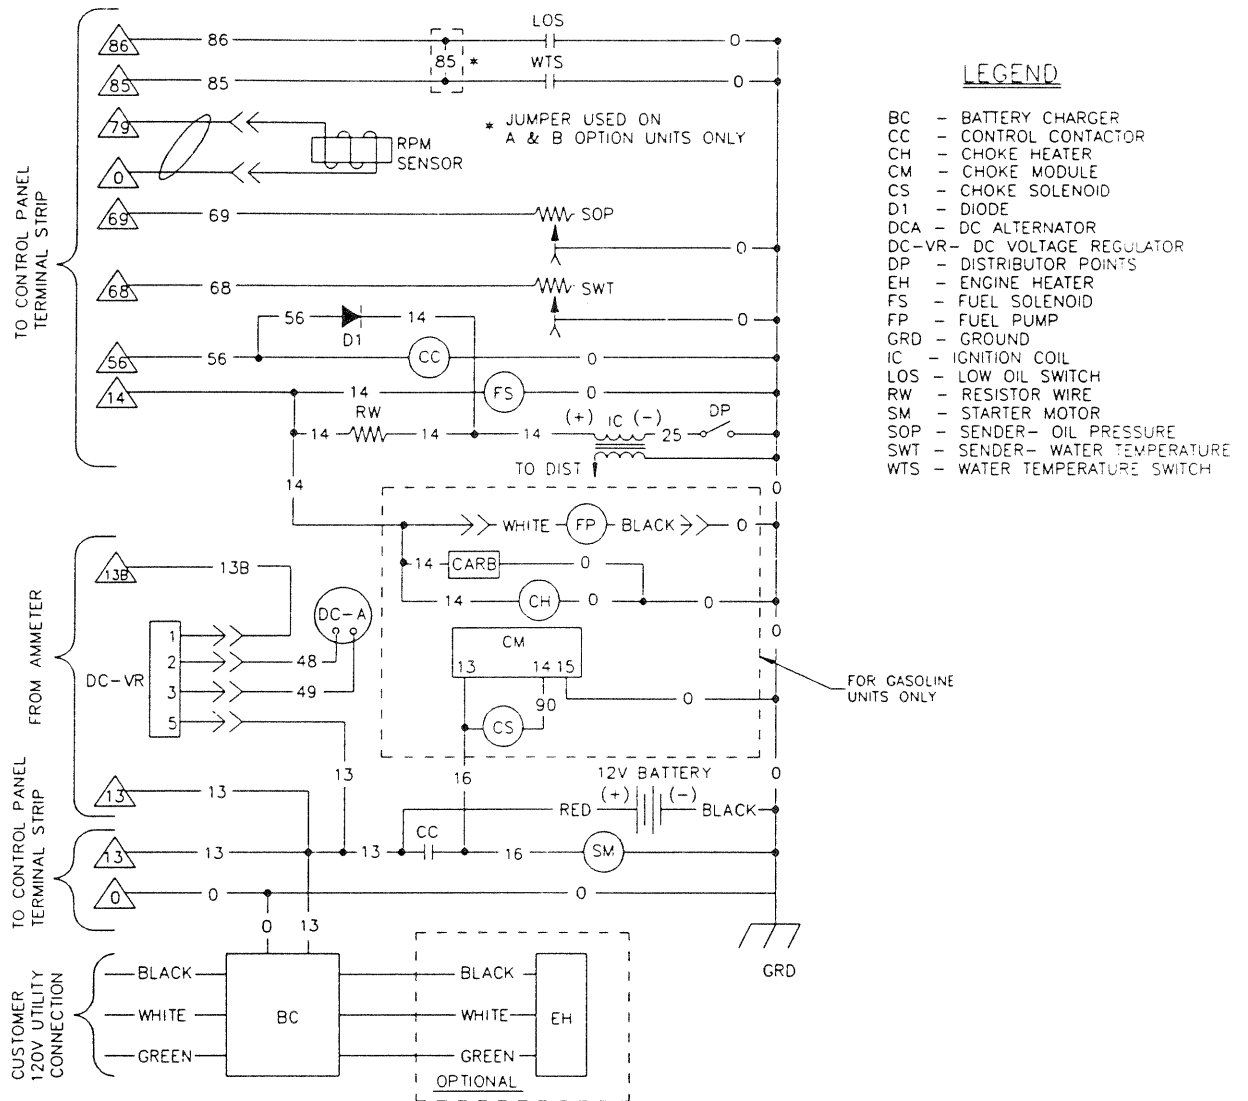 LOS
86
86
0
85
*
WTS
85
85
0
79
* JUMPER USED ON
A & B OPTION UNITS ONLY
RPM
SENSOR
0
TO CONTROL PANEL
TERMINAL STRIP
69
69
SOP
0
68
68
SWT
56
14
0
D1
56
56
CC
0
14
14
FS
0
RW
14
14
14
(+) IC (-)
25
DP
TO DIST
14
0
WHITE
FP
BLACK
0
14
CARB
0
14
CH
0
0
0
CM
13
14
15
90
0
CS
FOR GASOLINE
UNITS ONLY
FROM AMMETER
13B
13B
DC-A
DC-VR
1
2
3
5
48
49
13
16
12V BATTERY
0
13
13
RED
(+)
(-)
BLACK
TO CONTROL PANEL
TERMINAL STRIP
13
13
13
CC
16
SM
0
0
0
0
13
GRD
CUSTOMER
120V UTILITY
CONNECTION
BLACK
BLACK
WHITE
BC
WHITE
EH
GREEN
GREEN
OPTIONAL
LEGEND
BC - BATTERY CHARGER
CC - CONTROL CONTACTOR
CH - CHOKE HEATER
CM - CHOKE MODULE
CS - CHOKE SOLENOID
D1 - DIODE
DCA - DC ALTERNATOR
DC-VR- DC VOLTAGE REGULATOR
DP - DISTRIBUTOR POINTS
EH - ENGINE HEATER
FS - FUEL SOLENOID
FP - FUEL PUMP
GRD - GROUND
IC - IGNITION COIL
LOS - LOW OIL SWITCH
RW - RESISTOR WIRE
SM - STARTER MOTOR
SOP - SENDER- OIL PRESSURE
SWT - SENDER- WATER TEMPERATURE
WTS - WATER TEMPERATURE SWITCH